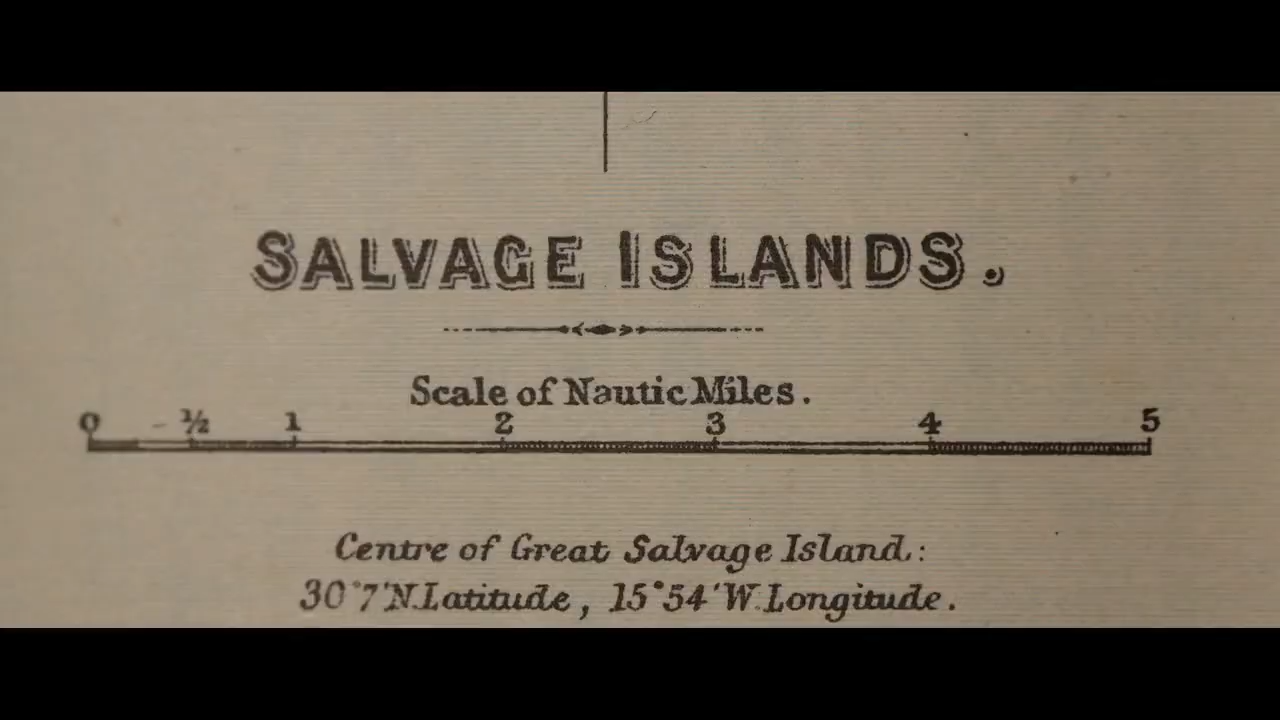 SALVAGE ISLANDS.
Scale of Nautic Miles.
0 ½ 1 2 3 4 5
Centre of Great Salvage Island:
30°7'N.Latitude, 15°54'W.Longitude.